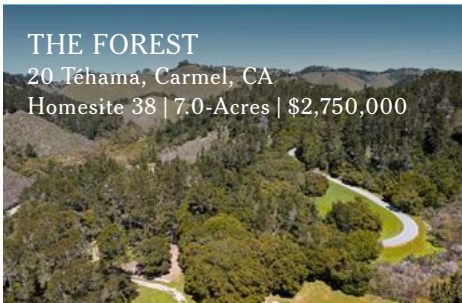 THE FOREST
20 Téhama, Carmel, CA
Homesite 38 | 7.0-Acres | $2,750,000